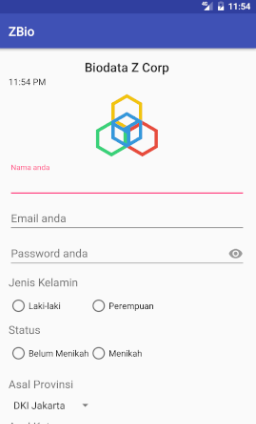 11:54
ZBio
Biodata Z Corp
11:54 PM
Nama anda
Email anda
Password anda
Jenis Kelamin
Laki-laki Perempuan
Status
Belum Menikah Menikah
Asal Provinsi
DKI Jakarta